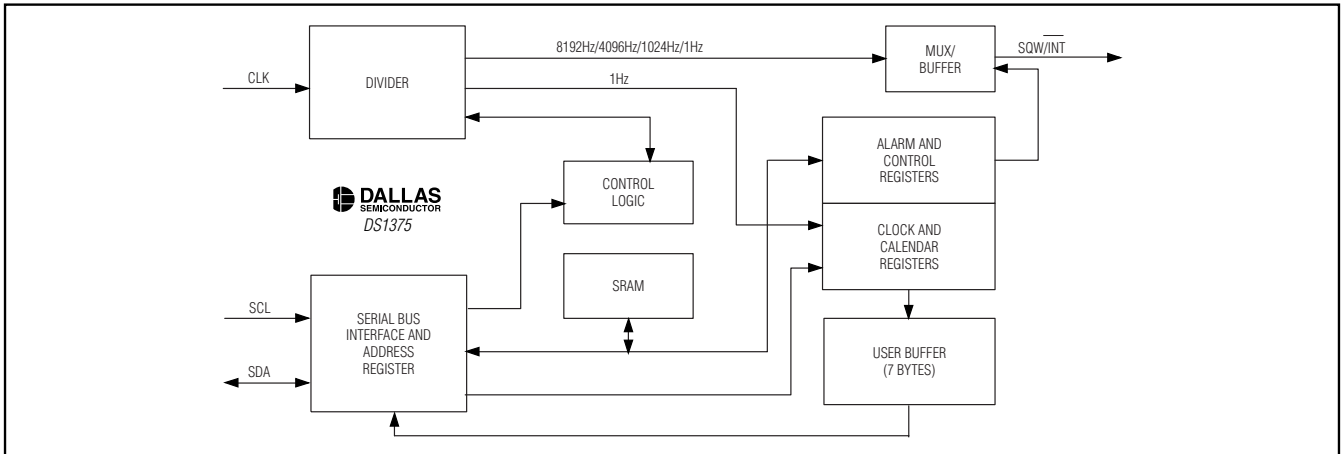 8192Hz/4096Hz/1024Hz/1Hz
MUX/
BUFFER
SQW/INT
CLK
DIVIDER
1Hz
ALARM AND
CONTROL
REGISTERS
CONTROL
LOGIC
DALLAS
SEMICONDUCTOR
DS1375
CLOCK AND
CALENDAR
REGISTERS
SRAM
SCL
SERIAL BUS
INTERFACE AND
ADDRESS
REGISTER
SDA
USER BUFFER
(7 BYTES)